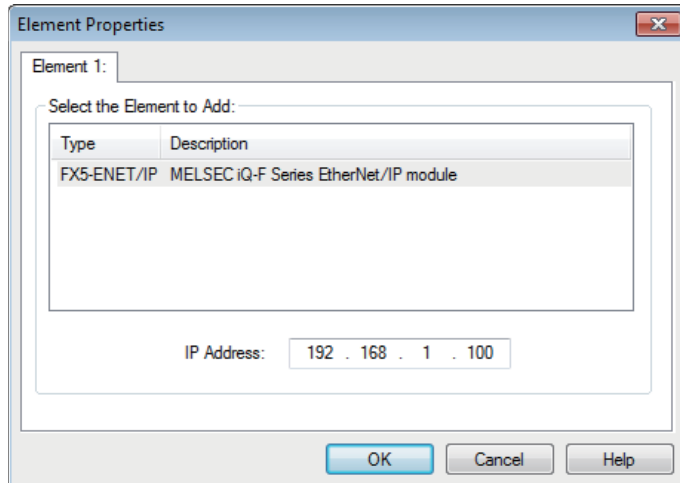 Element Properties
Element 1:
Select the Element to Add:
Type Description
FX5-ENET/IP MELSEC iQ-F Series EtherNet/IP module
IP Address: 192 . 168 . 1 . 100
OK Cancel Help